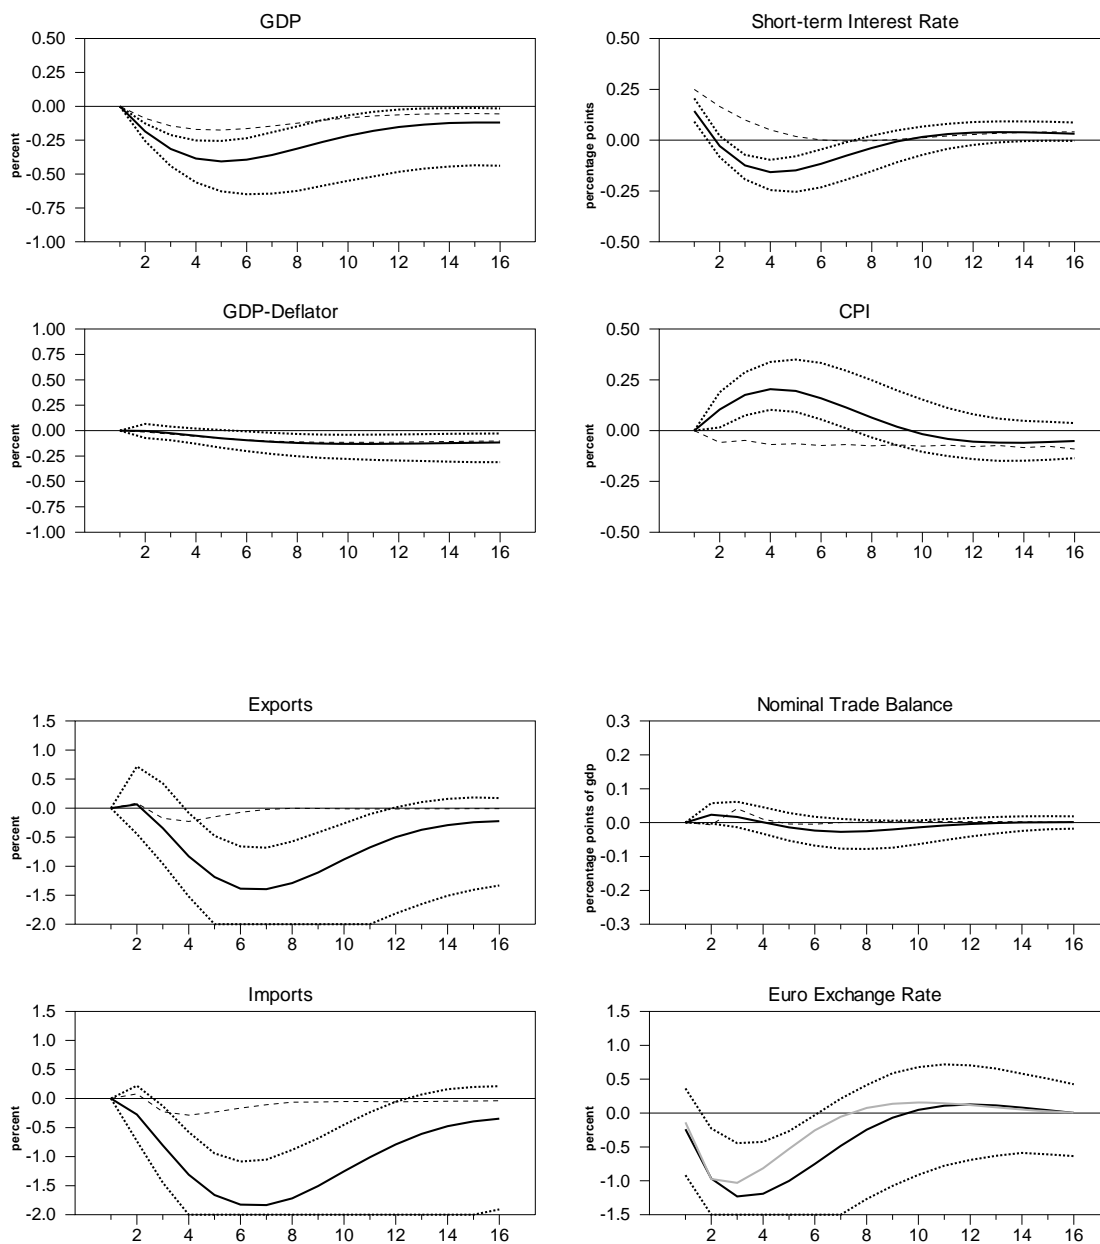 GDP
0.50
0.25
0.00
-0.25
-0.50
-0.75
-1.00
percent
2 4 6 8 10 12 14 16
Short-term Interest Rate
0.50
0.25
0.00
-0.25
-0.50
percentage points
2 4 6 8 10 12 14 16
GDP-Deflator
1.00
0.75
0.50
0.25
0.00
-0.25
-0.50
-0.75
-1.00
percent
2 4 6 8 10 12 14 16
CPI
0.50
0.25
0.00
-0.25
-0.50
percent
2 4 6 8 10 12 14 16
Exports
1.5
1.0
0.5
0.0
-0.5
-1.0
-1.5
-2.0
percent
2 4 6 8 10 12 14 16
Nominal Trade Balance
0.3
0.2
0.1
0.0
-0.1
-0.2
-0.3
percentage points of gdp
2 4 6 8 10 12 14 16
Imports
1.5
1.0
0.5
0.0
-0.5
-1.0
-1.5
-2.0
percent
2 4 6 8 10 12 14 16
Euro Exchange Rate
1.5
1.0
0.5
0.0
-0.5
-1.0
-1.5
percent
2 4 6 8 10 12 14 16